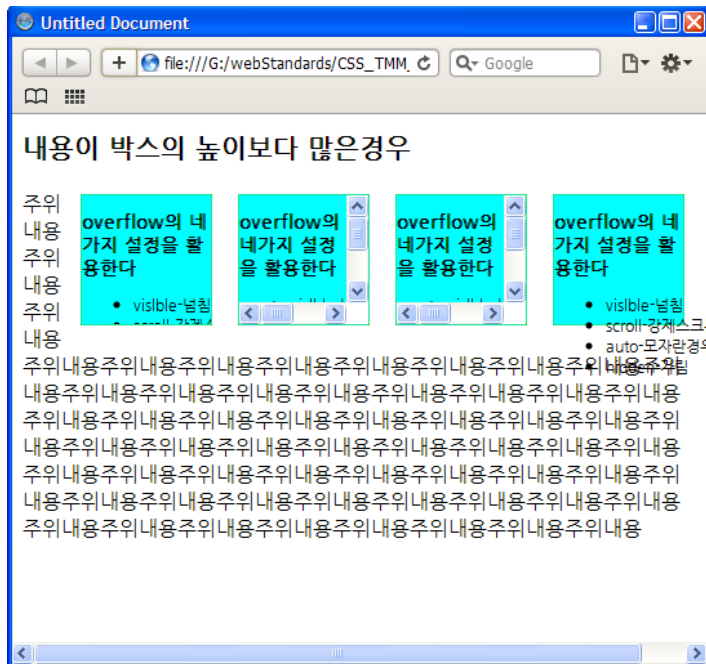 Untitled Document
file:///G:/webStandards/CSS_TMM_
Google
내용이 박스의 높이보다 많은경우
주위
내용
주위
내용
주위
내용
overflow의 네
가지 설정을 활
용한다
• vislble-넘침
overflow의
네가지 설정
을 활용한다
overflow의
네가지 설정
을 활용한다
overflow의 네
가지 설정을 활
용한다
• vislble-넘침
• scroll-강제스크
• auto-모자란경우
주위내용주위내용주위내용주위내용주위내용주위내용주위내용주위내용주위
내용주위내용주위내용주위내용주위내용주위내용주위내용주위내용주위내용
주위내용주위내용주위내용주위내용주위내용주위내용주위내용주위내용주위
내용주위내용주위내용주위내용주위내용주위내용주위내용주위내용주위내용
주위내용주위내용주위내용주위내용주위내용주위내용주위내용주위내용주위
내용주위내용주위내용주위내용주위내용주위내용주위내용주위내용주위내용
주위내용주위내용주위내용주위내용주위내용주위내용주위내용주위내용